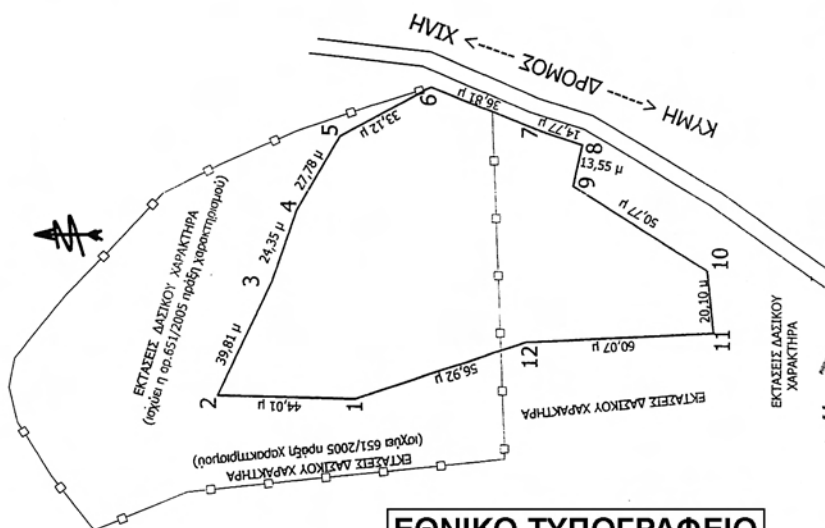 ΚΥΜΗ <------ ΔΡΟΜΟΣ -----> ΧΙΛΗ
6
5
36,81 μ
33,12 μ
7
14,77 μ
8
27,78 μ
13,55 μ
9
4
ΕΚΤΑΣΕΙΣ ΔΑΣΙΚΟΥ ΧΑΡΑΚΤΗΡΑ
(ισχύει η αρ.651/2005 πράξη χαρακτηρισμού)
24,35 μ
50,77 μ
3
10
39,81 μ
20,10 μ
2
11
12
60,07 μ
44,01 μ
56,92 μ
1
ΕΚΤΑΣΕΙΣ ΔΑΣΙΚΟΥ
ΧΑΡΑΚΤΗΡΑ
ΕΚΤΑΣΕΙΣ ΔΑΣΙΚΟΥ ΧΑΡΑΚΤΗΡΑ
ΕΚΤΑΣΕΙΣ ΔΑΣΙΚΟΥ ΧΑΡΑΚΤΗΡΑ
(ισχύει 651/2005 πράξη χαρακτηρισμού)
ΕΘΝΙΚΟ ΤΥΠΟΓΡΑΦΕΙΟ